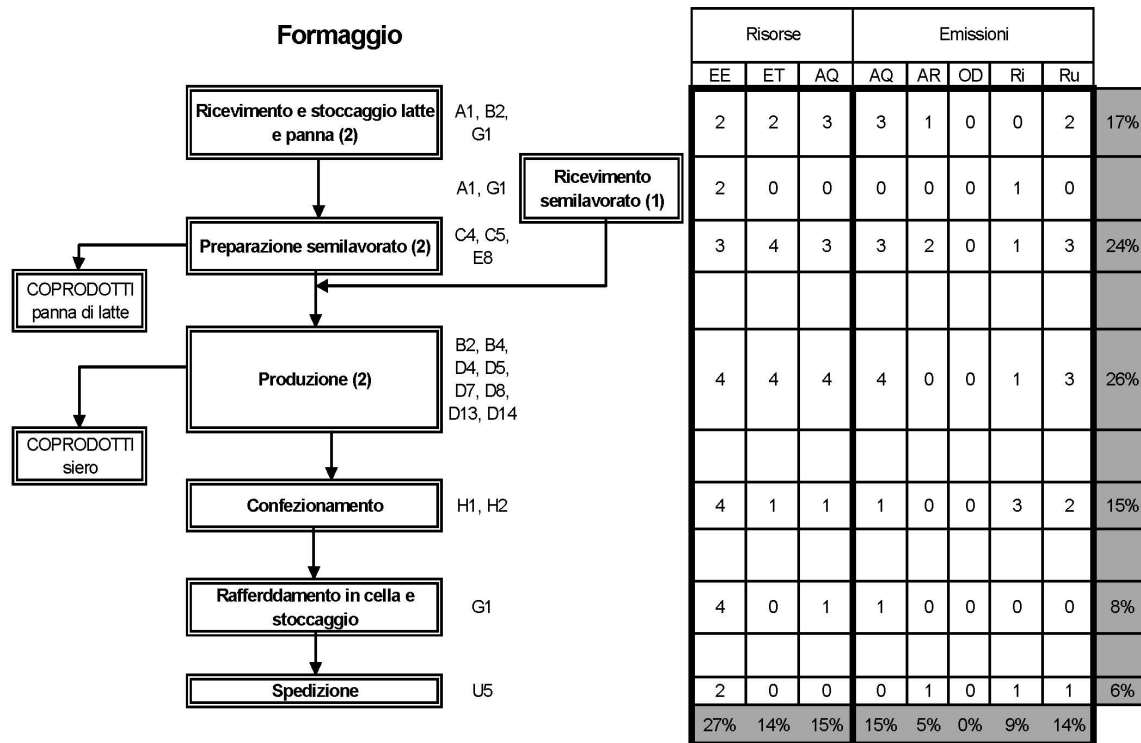 Formaggio
Risorse Emissioni
EE ET AQ AQ AR OD Ri Ru
Ricevimento e stoccaggio latte
e panna (2)
A1, B2,
G1
2 2 3 3 1 0 0 2 17%
A1, G1
Ricevimento
semilavorato (1)
2 0 0 0 0 0 1 0
Preparazione semilavorato (2)
C4, C5,
E8
3 4 3 3 2 0 1 3 24%
COPRODOTTI
panna di latte
Produzione (2)
B2, B4,
D4, D5,
D7, D8,
D13, D14
4 4 4 4 0 0 1 3 26%
COPRODOTTI
siero
Confezionamento
H1, H2
4 1 1 1 0 0 3 2 15%
Rafferddamento in cella e
stoccaggio
G1
4 0 1 1 0 0 0 0 8%
Spedizione
U5
2 0 0 0 1 0 1 1 6%
27% 14% 15% 15% 5% 0% 9% 14%